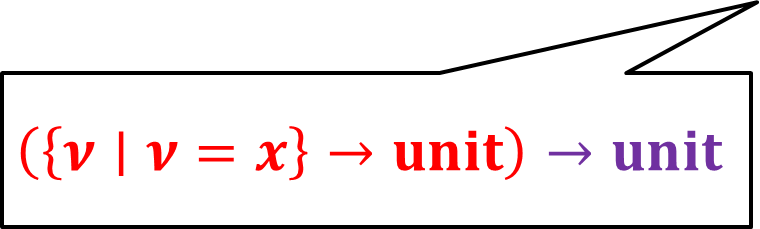 ({ν | ν = x} → unit) → unit